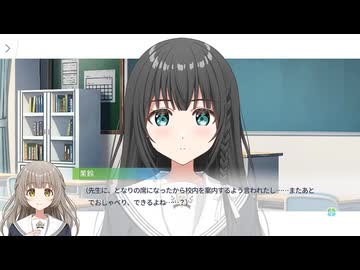 茉鈴
(先生に、となりの席になったから校内を案内するよう言われたし……またあと
でおしゃべり、できるよね……?)